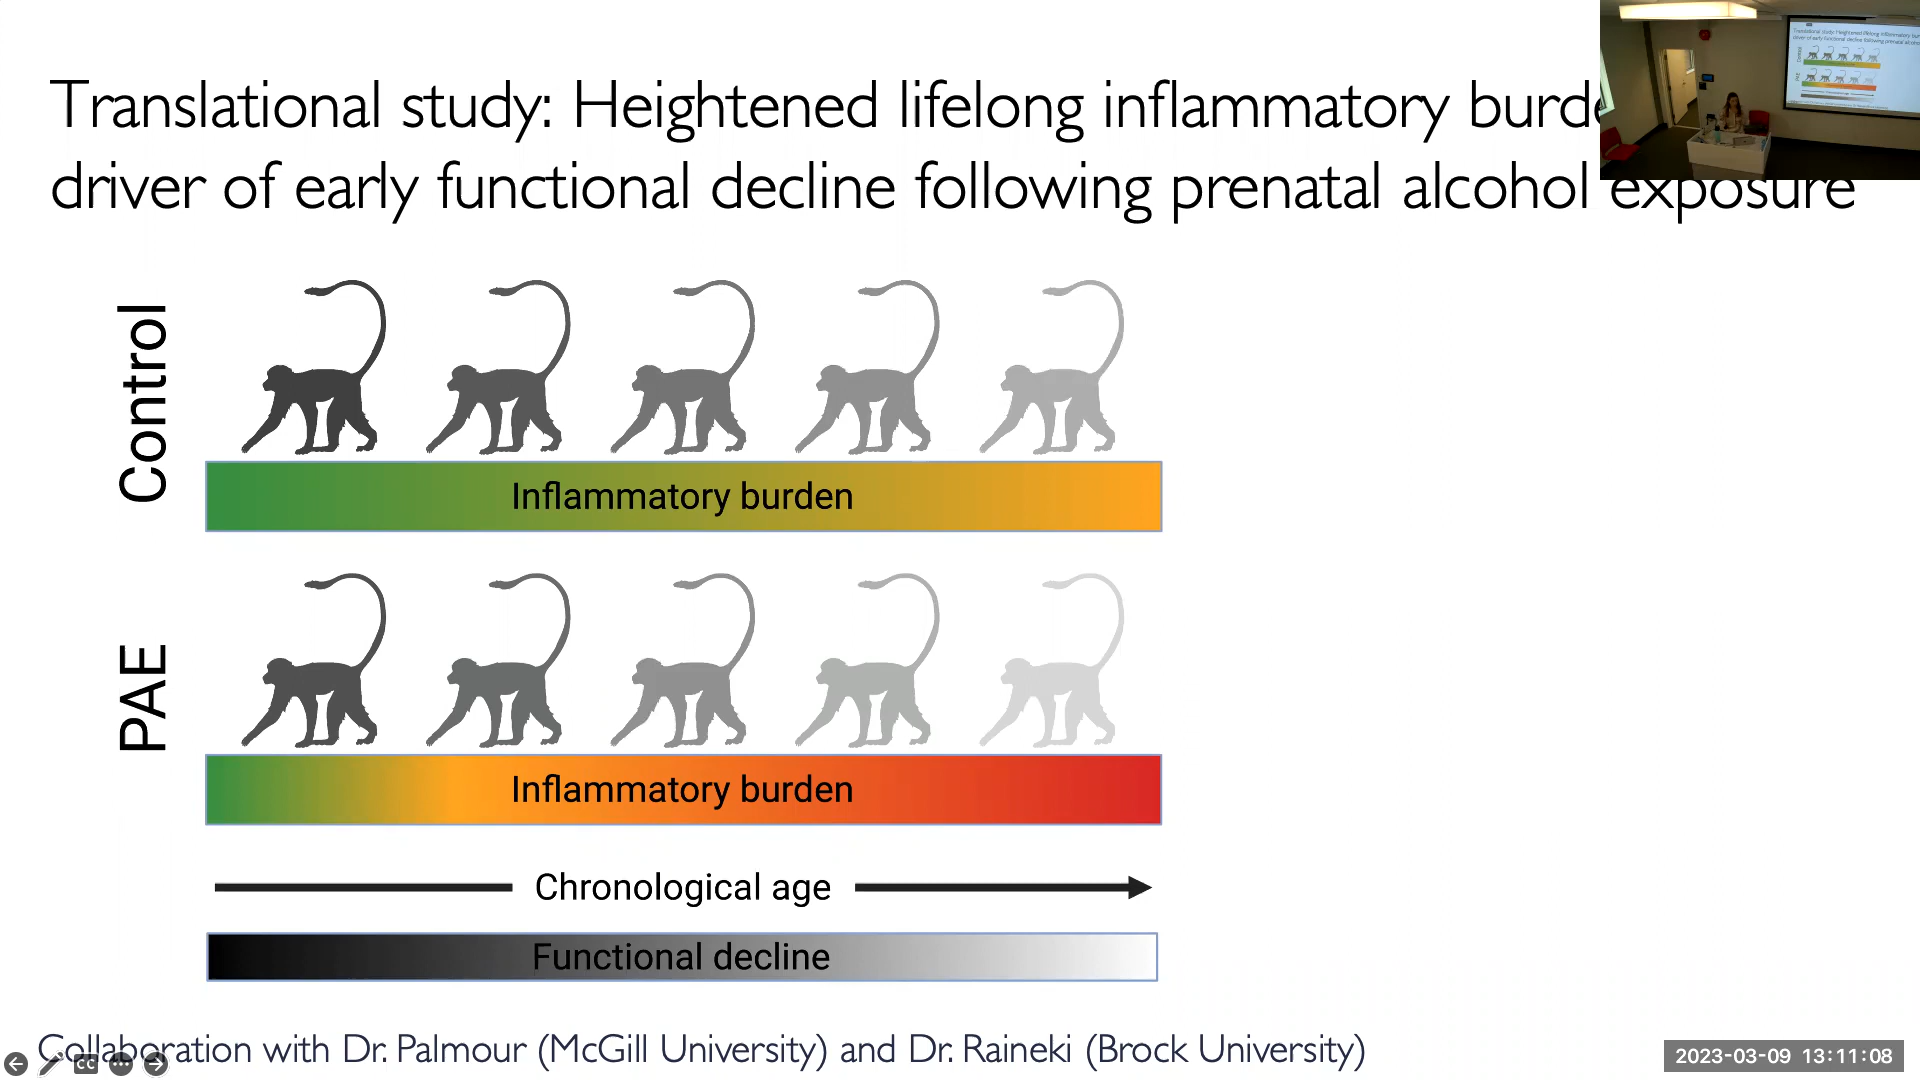 Translational study: Heightened lifelong inflammatory
driver of early functional decline following prenatal alcohol exposure
Control
Inflammatory burden
PAE
Inflammatory burden
Chronological age
Functional decline
Collaboration with Dr. Palmour (McGill University) and Dr. Raineki (Brock University)
CC
2023-03-09 13:11:08